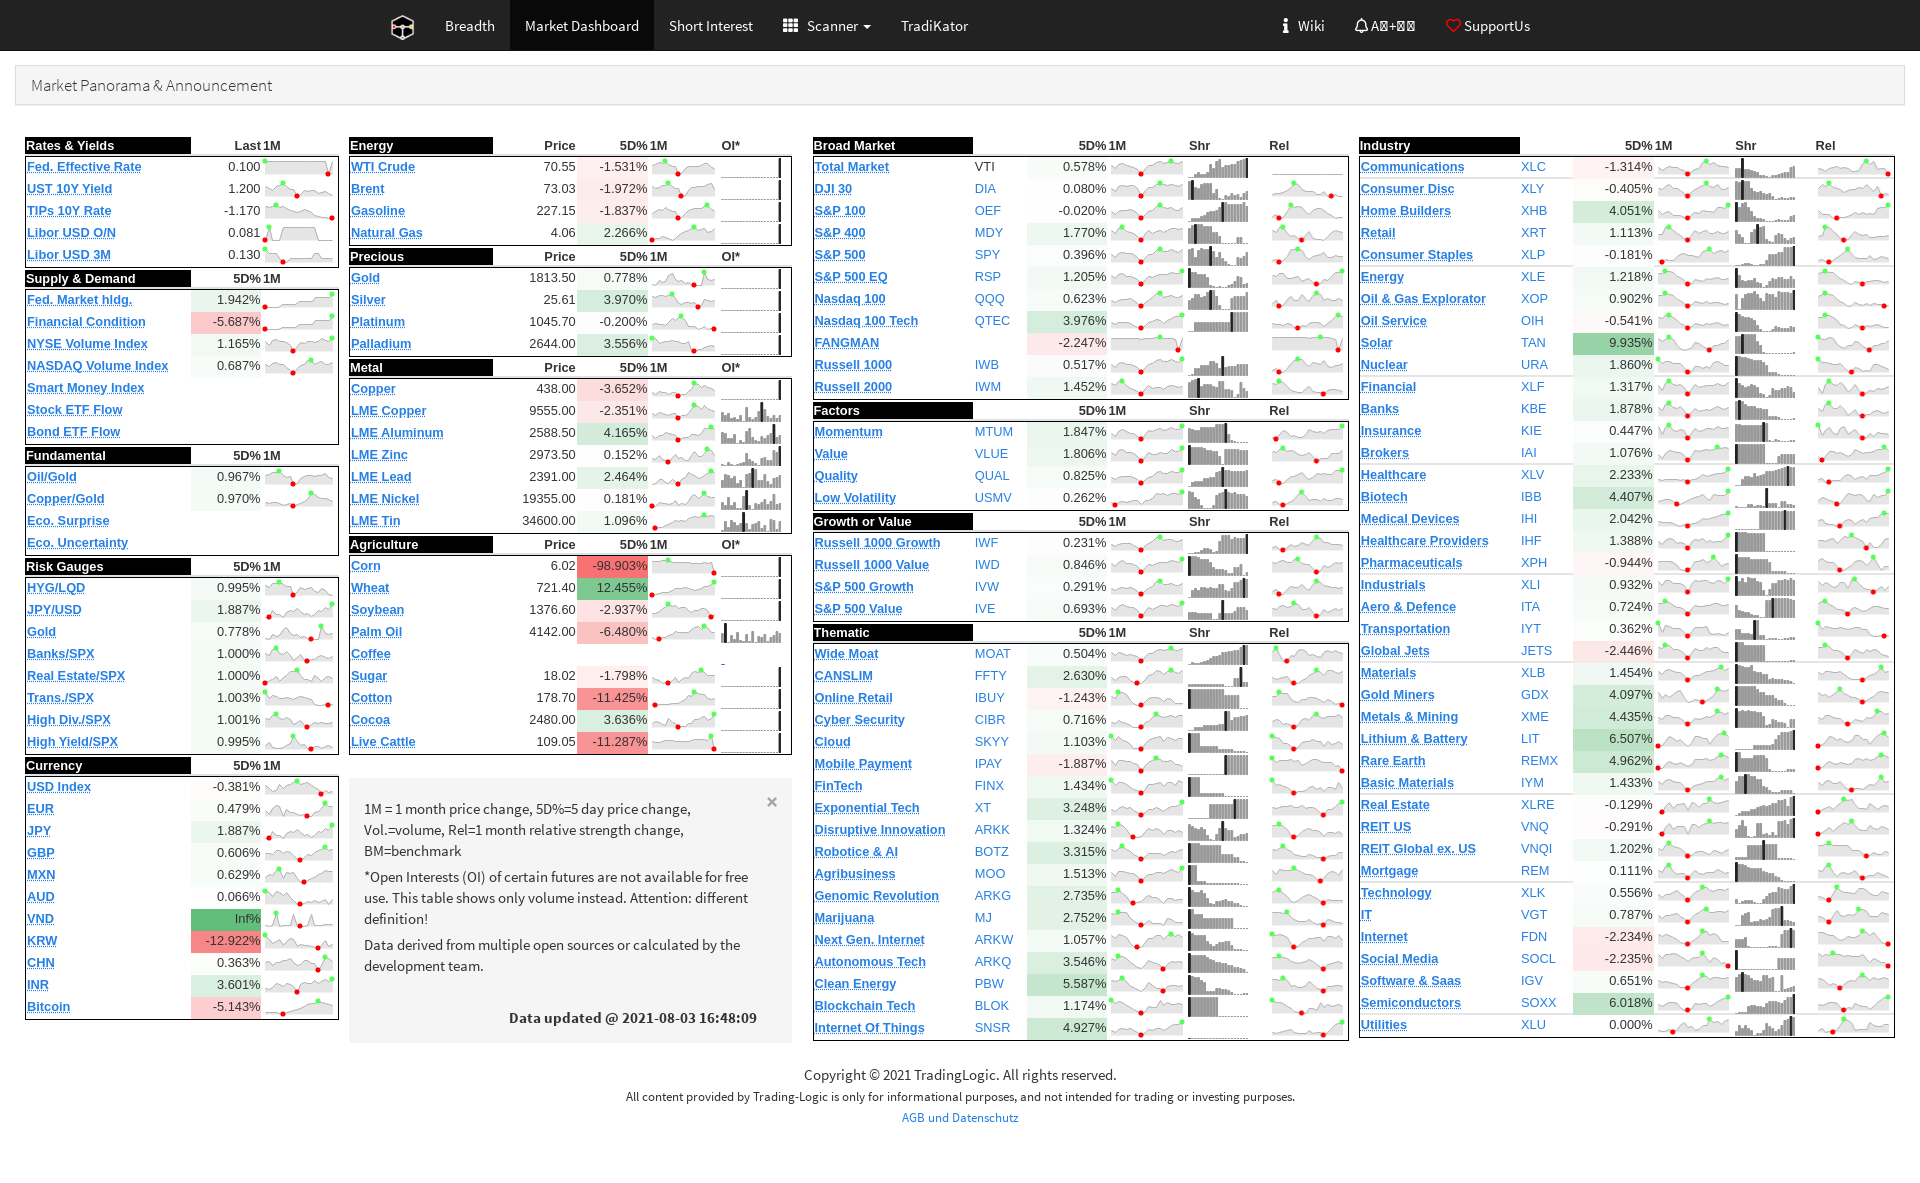 Breadth Market Dashboard Short Interest Scanner TradiKator Wiki SupportUs
Market Panorama & Announcement
Rates & Yields Last 1M
Fed. Effective Rate 0.100
UST 10Y Yield 1.200
TIPs 10Y Rate -1.170
Libor USD O/N 0.081
Libor USD 3M 0.130
Supply & Demand 5D% 1M
Fed. Market hldg. 1.942%
Financial Condition -5.687%
NYSE Volume Index 1.165%
NASDAQ Volume Index 0.687%
Smart Money Index
Stock ETF Flow
Bond ETF Flow
Fundamental 5D% 1M
Oil/Gold 0.967%
Copper/Gold 0.970%
Eco. Surprise
Eco. Uncertainty
Risk Gauges 5D% 1M
HYG/LQD 0.995%
JPY/USD 1.887%
Gold 0.778%
Banks/SPX 1.000%
Real Estate/SPX 1.000%
Trans./SPX 1.003%
High Div./SPX 1.001%
High Yield/SPX 0.995%
Currency 5D% 1M
USD Index -0.381%
EUR 0.479%
JPY 1.887%
GBP 0.606%
MXN 0.629%
AUD 0.066%
VND Inf%
KRW -12.922%
CHN 0.363%
INR 3.601%
Bitcoin -5.143%
Energy Price 5D% 1M OI*
WTI Crude 70.55 -1.531%
Brent 73.03 -1.972%
Gasoline 227.15 -1.837%
Natural Gas 4.06 2.266%
Precious Price 5D% 1M OI*
Gold 1813.50 0.778%
Silver 25.61 3.970%
Platinum 1045.70 -0.200%
Palladium 2644.00 3.556%
Metal Price 5D% 1M OI*
Copper 438.00 -3.652%
LME Copper 9555.00 -2.351%
LME Aluminum 2588.50 4.165%
LME Zinc 2973.50 0.152%
LME Lead 2391.00 2.464%
LME Nickel 19355.00 0.181%
LME Tin 34600.00 1.096%
Agriculture Price 5D% 1M OI*
Corn 6.02 -98.903%
Wheat 721.40 12.455%
Soybean 1376.60 -2.937%
Palm Oil 4142.00 -6.480%
Coffee -
Sugar 18.02 -1.798%
Cotton 178.70 -11.425%
Cocoa 2480.00 3.636%
Live Cattle 109.05 -11.287%
×
1M = 1 month price change, 5D%=5 day price change,
Vol.=volume, Rel=1 month relative strength change,
BM=benchmark
*Open Interests (OI) of certain futures are not available for free
use. This table shows only volume instead. Attention: different
definition!
Data derived from multiple open sources or calculated by the
development team.
Data updated @ 2021-08-03 16:48:09
Broad Market 5D% 1M Shr Rel
Total Market VTI 0.578%
DJI 30 DIA 0.080%
S&P 100 OEF -0.020%
S&P 400 MDY 1.770%
S&P 500 SPY 0.396%
S&P 500 EQ RSP 1.205%
Nasdaq 100 QQQ 0.623%
Nasdaq 100 Tech QTEC 3.976%
FANGMAN -2.247%
Russell 1000 IWB 0.517%
Russell 2000 IWM 1.452%
Factors 5D% 1M Shr Rel
Momentum MTUM 1.847%
Value VLUE 1.806%
Quality QUAL 0.825%
Low Volatility USMV 0.262%
Growth or Value 5D% 1M Shr Rel
Russell 1000 Growth IWF 0.231%
Russell 1000 Value IWD 0.846%
S&P 500 Growth IVW 0.291%
S&P 500 Value IVE 0.693%
Thematic 5D% 1M Shr Rel
Wide Moat MOAT 0.504%
CANSLIM FFTY 2.630%
Online Retail IBUY -1.243%
Cyber Security CIBR 0.716%
Cloud SKYY 1.103%
Mobile Payment IPAY -1.887%
FinTech FINX 1.434%
Exponential Tech XT 3.248%
Disruptive Innovation ARKK 1.324%
Robotice & AI BOTZ 3.315%
Agribusiness MOO 1.513%
Genomic Revolution ARKG 2.735%
Marijuana MJ 2.752%
Next Gen. Internet ARKW 1.057%
Autonomous Tech ARKQ 3.546%
Clean Energy PBW 5.587%
Blockchain Tech BLOK 1.174%
Internet Of Things SNSR 4.927%
Industry 5D% 1M Shr Rel
Communications XLC -1.314%
Consumer Disc XLY -0.405%
Home Builders XHB 4.051%
Retail XRT 1.113%
Consumer Staples XLP -0.181%
Energy XLE 1.218%
Oil & Gas Explorator XOP 0.902%
Oil Service OIH -0.541%
Solar TAN 9.935%
Nuclear URA 1.860%
Financial XLF 1.317%
Banks KBE 1.878%
Insurance KIE 0.447%
Brokers IAI 1.076%
Healthcare XLV 2.233%
Biotech IBB 4.407%
Medical Devices IHI 2.042%
Healthcare Providers IHF 1.388%
Pharmaceuticals XPH -0.944%
Industrials XLI 0.932%
Aero & Defence ITA 0.724%
Transportation IYT 0.362%
Global Jets JETS -2.446%
Materials XLB 1.454%
Gold Miners GDX 4.097%
Metals & Mining XME 4.435%
Lithium & Battery LIT 6.507%
Rare Earth REMX 4.962%
Basic Materials IYM 1.433%
Real Estate XLRE -0.129%
REIT US VNQ -0.291%
REIT Global ex. US VNQI 1.202%
Mortgage REM 0.111%
Technology XLK 0.556%
IT VGT 0.787%
Internet FDN -2.234%
Social Media SOCL -2.235%
Software & Saas IGV 0.651%
Semiconductors SOXX 6.018%
Utilities XLU 0.000%
Copyright © 2021 TradingLogic. All rights reserved.
All content provided by Trading-Logic is only for informational purposes, and not intended for trading or investing purposes.
AGB und Datenschutz